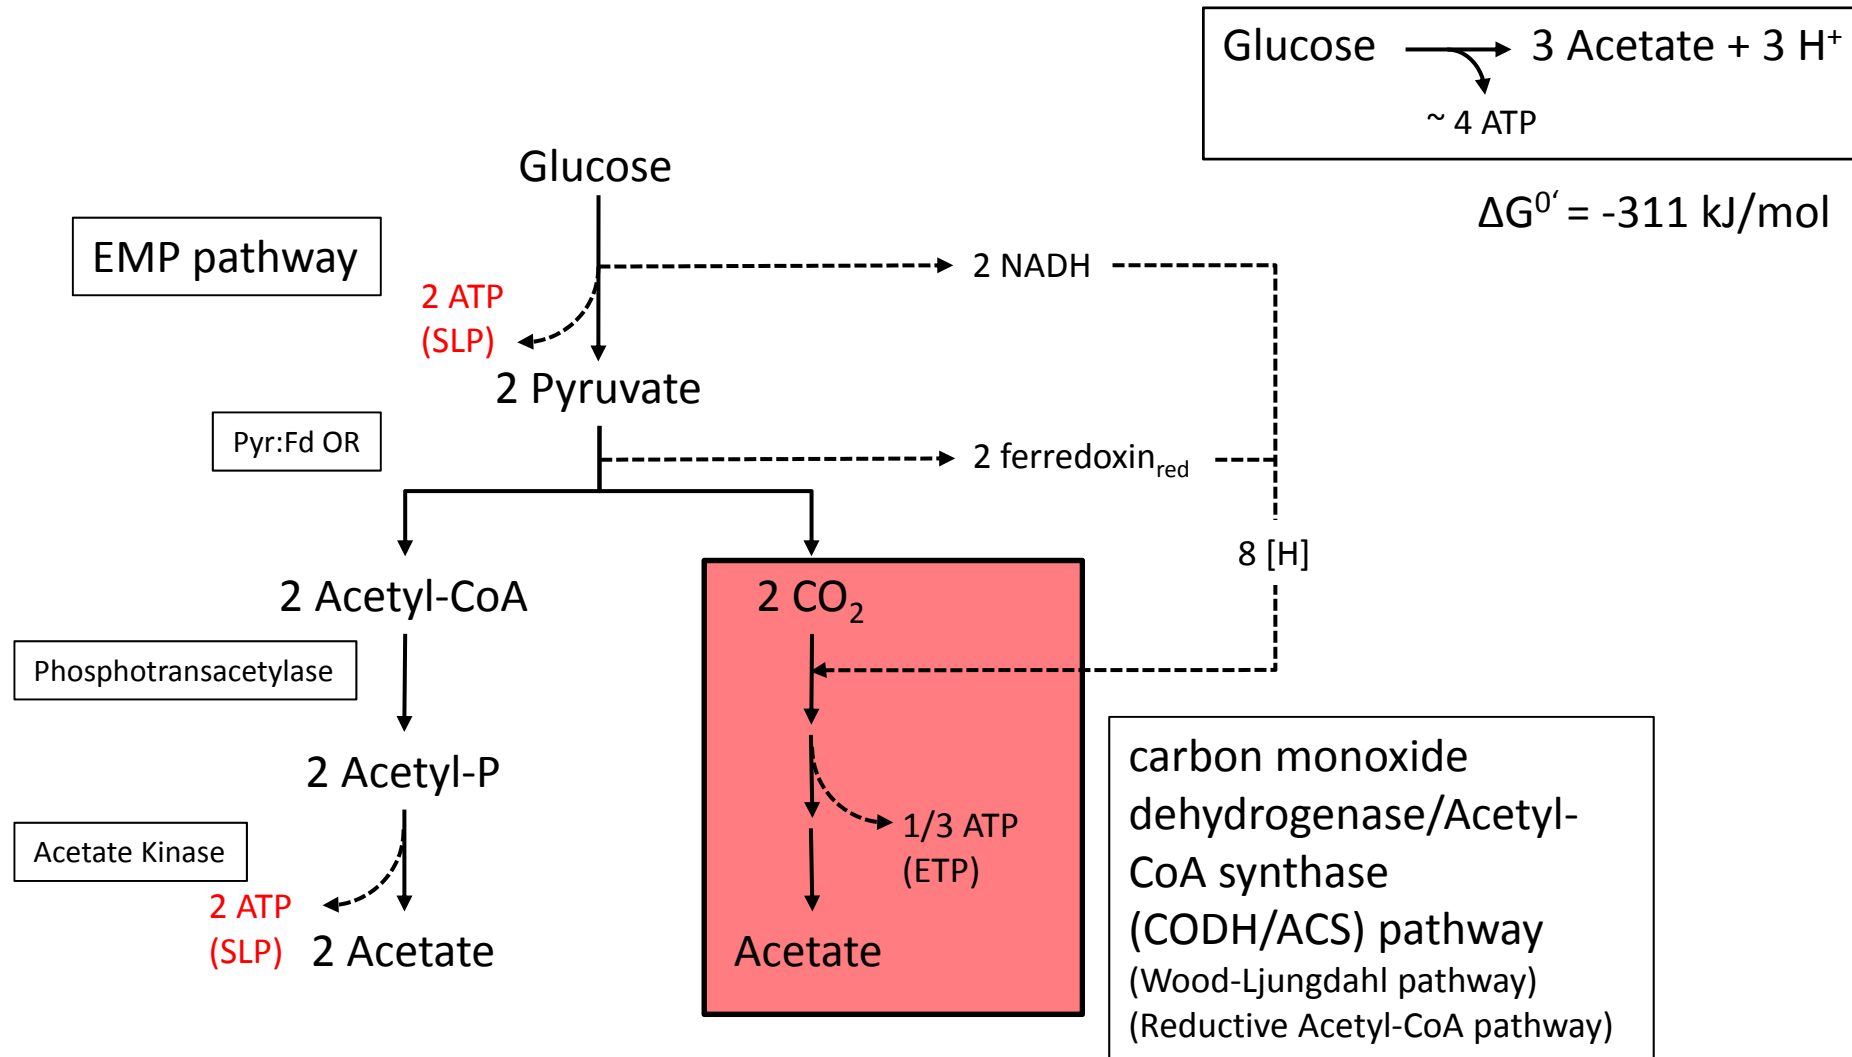 Glucose → 3 Acetate + 3 H⁺
~ 4 ATP
ΔG⁰‘ = -311 kJ/mol
Glucose
EMP pathway
2 NADH
2 ATP
(SLP)
2 Pyruvate
Pyr:Fd OR
2 ferredoxin_red
8 [H]
2 Acetyl-CoA
2 CO₂
Phosphotransacetylase
2 Acetyl-P
1/3 ATP
(ETP)
Acetate Kinase
2 ATP
(SLP)
2 Acetate
Acetate
carbon monoxide
dehydrogenase/Acetyl-
CoA synthase
(CODH/ACS) pathway
(Wood-Ljungdahl pathway)
(Reductive Acetyl-CoA pathway)